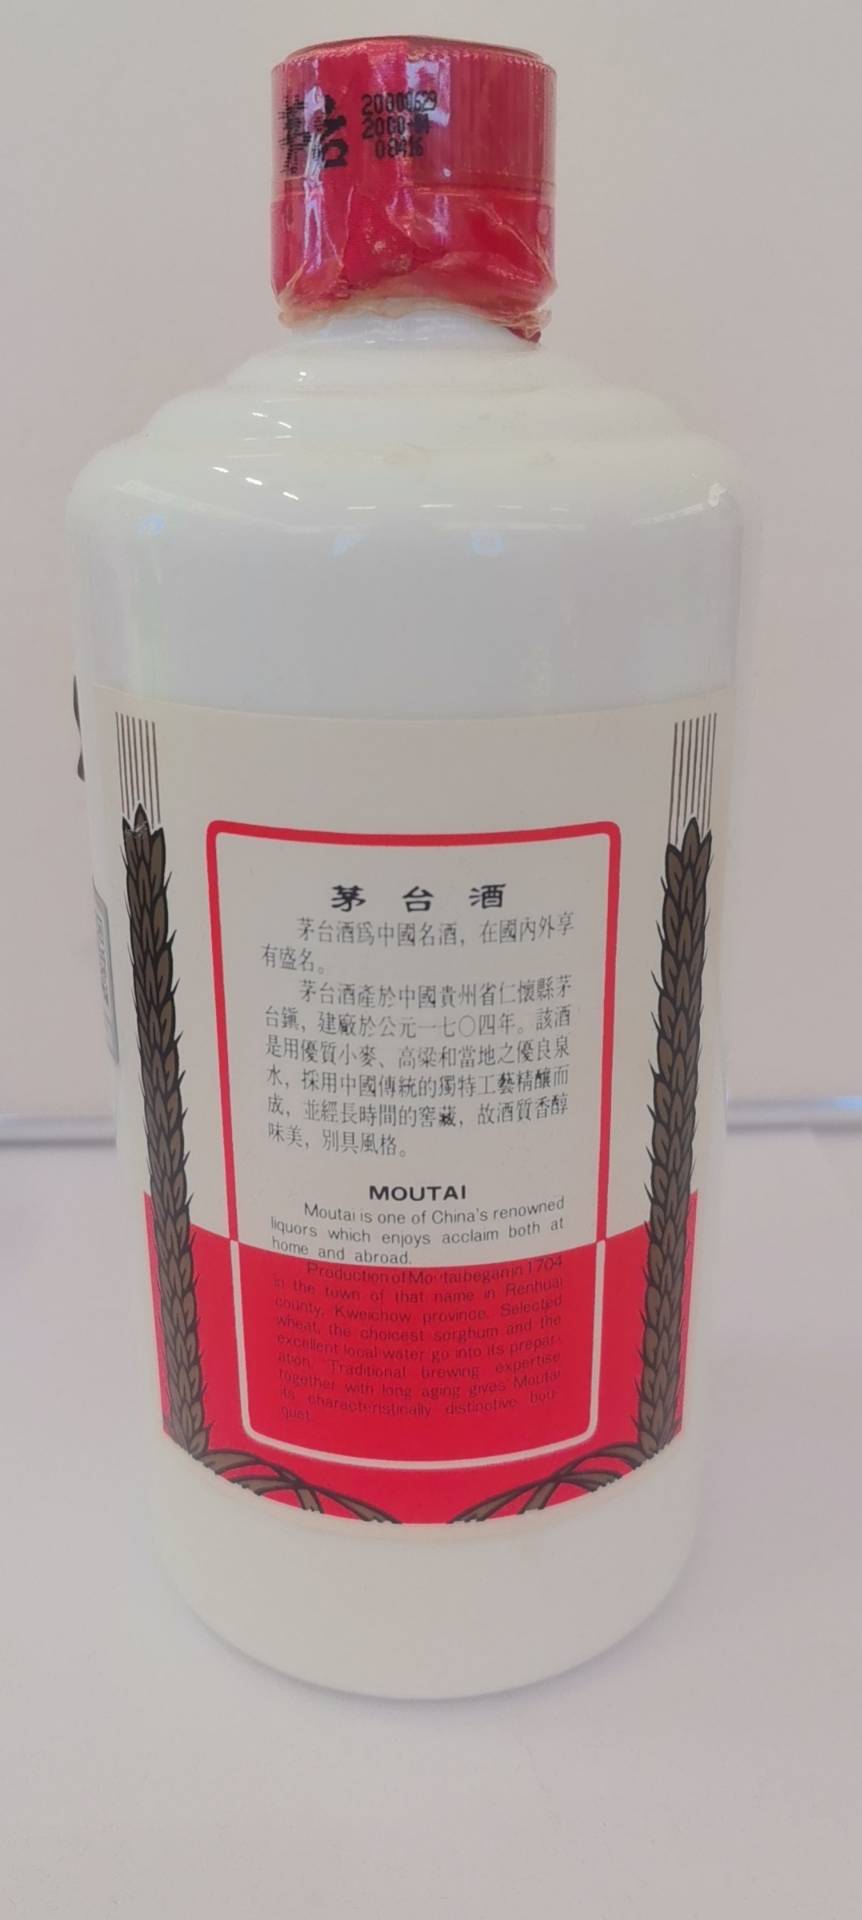 20000629
2000-04
08416
茅台酒
茅台酒爲中國名酒，在國內外享
有盛名。
茅台酒產於中國貴州省仁懷縣茅
台鎭，建廠於公元一七〇四年。該酒
是用優質小麥、高粱和當地之優良泉
水，採用中國傳統的獨特工藝精釀而
成，並經長時間的窖藏，故酒質香醇
味美，別具風格。
MOUTAI
Moutai is one of China's renowned
liquors which enjoys acclaim both at
home and abroad.
Production of Moutai began in 1704
in the town of that name in Renhuai
county, Kweichow province. Selected
wheat, the choicest sorghum and the
excellent local water go into its prepar-
ation. Traditional brewing expertise
together with long aging gives Moutai
its characteristically distinctive bou-
quet.